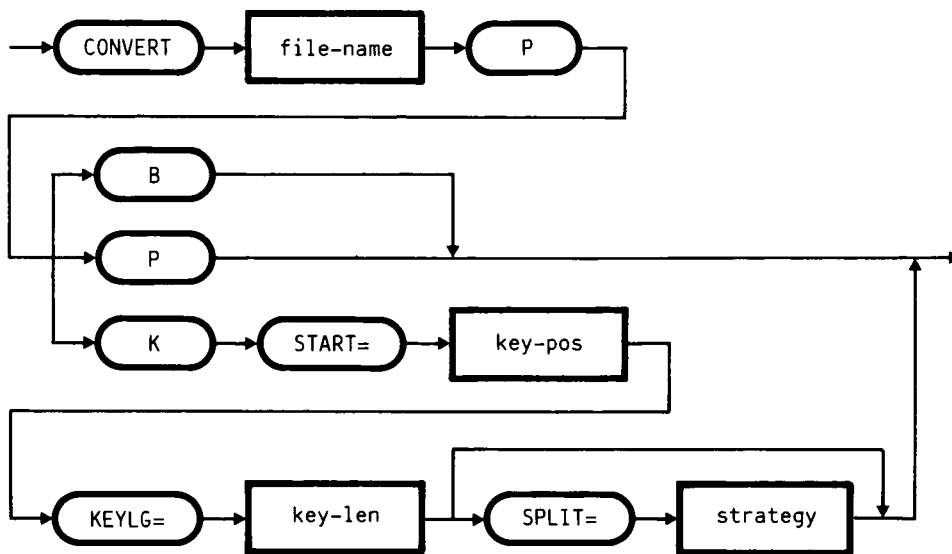 CONVERT file-name P
B
P
K START= key-pos
KEYLG= key-len SPLIT= strategy